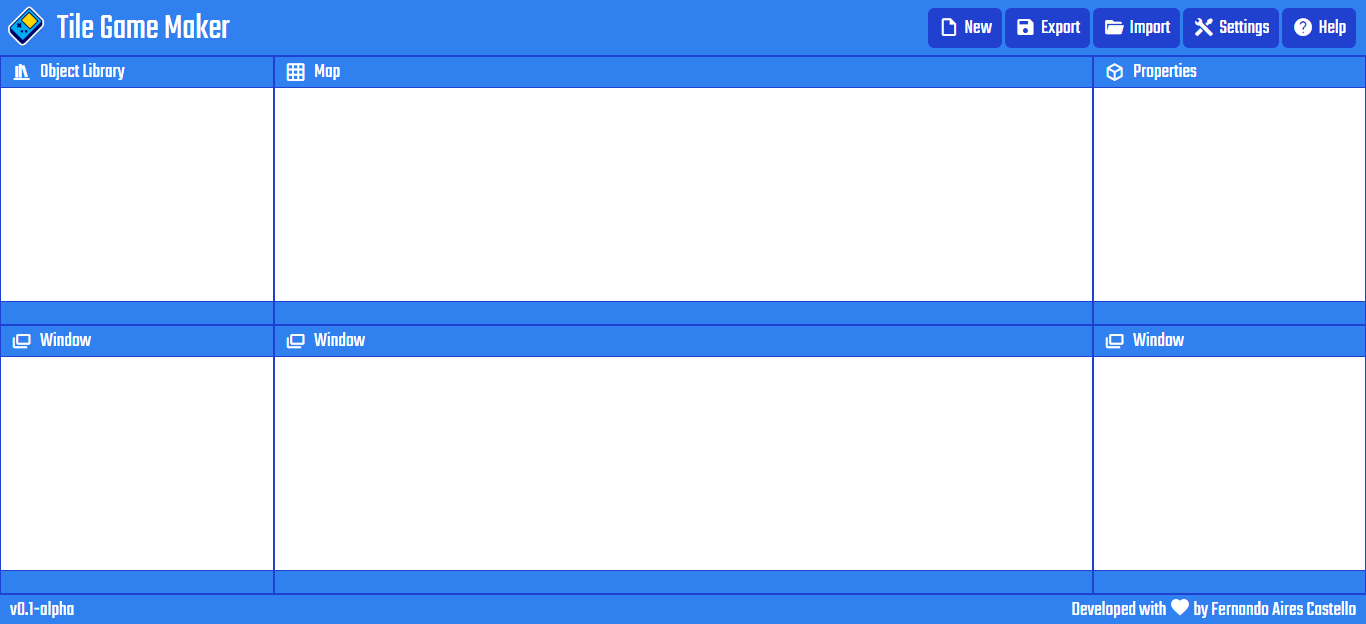 Tile Game Maker New Export Import Settings Help
Object Library Map Properties
Window Window Window
v0.1-alpha Developed with by Fernando Aires Castello